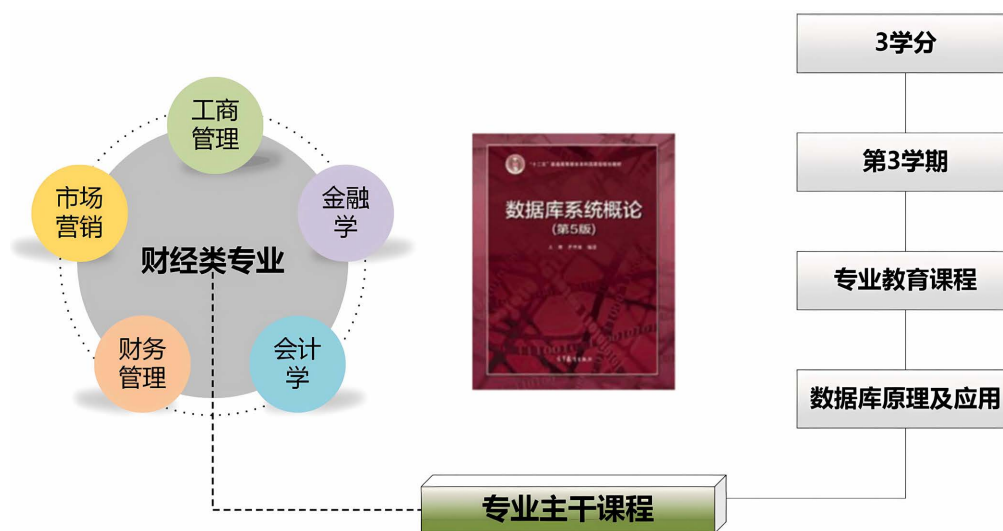 工商
管理
市场
营销
金融
学
财经类专业
财务
管理
会计
学
数据库系统概论
(第5版)
3学分
第3学期
专业教育课程
数据库原理及应用
专业主干课程